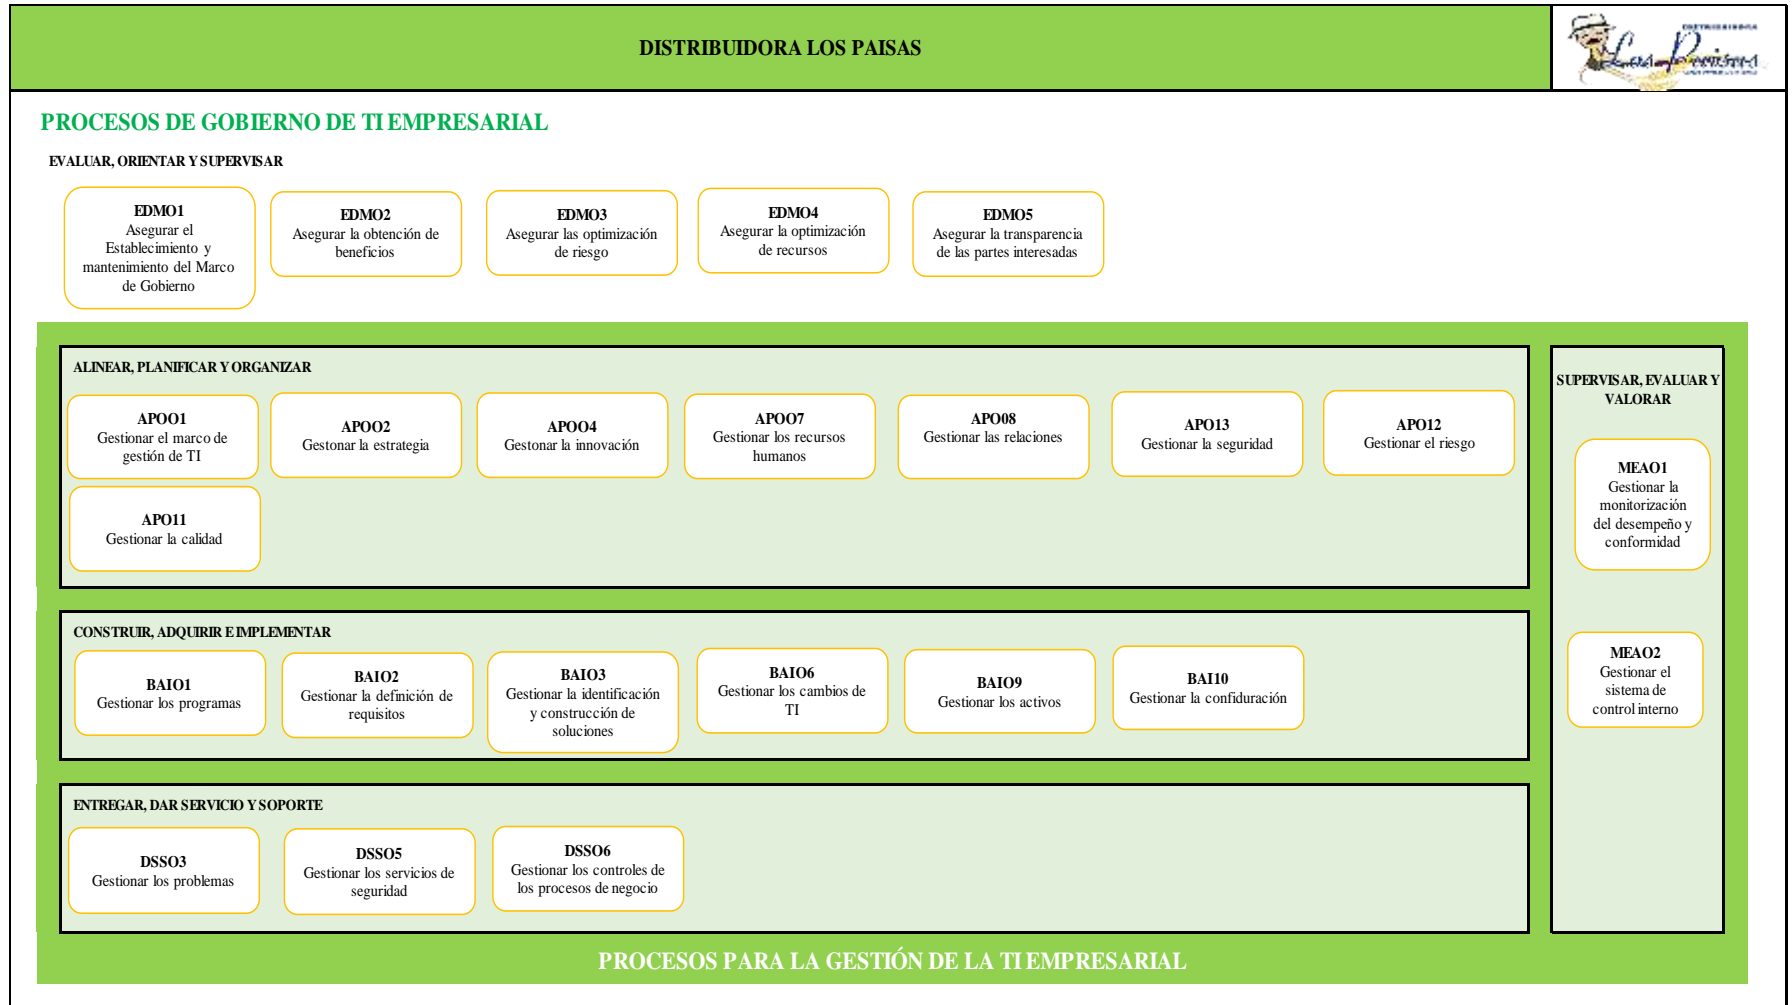 DISTRIBUIDORA LOS PAISAS
DISTRIBUIDORA
Los Paisas
PROCESOS DE GOBIERNO DE TI EMPRESARIAL
EVALUAR, ORIENTAR Y SUPERVISAR
EDMO1
Asegurar el
Establecimiento y
mantenimiento del Marco
de Gobierno
EDMO2
Asegurar la obtención de
beneficios
EDMO3
Asegurar las optimización
de riesgo
EDMO4
Asegurar la optimización
de recursos
EDMO5
Asegurar la transparencia
de las partes interesadas
ALINEAR, PLANIFICAR Y ORGANIZAR
APOO1
Gestionar el marco de
gestión de TI
APOO2
Gestonar la estrategia
APOO4
Gestonar la innovación
APOO7
Gestionar los recursos
humanos
APO08
Gestionar las relaciones
APO13
Gestionar la seguridad
APO12
Gestionar el riesgo
APO11
Gestionar la calidad
SUPERVISAR, EVALUAR Y
VALORAR
MEAO1
Gestionar la
monitorización
del desempeño y
conformidad
MEAO2
Gestionar el
sistema de
control interno
CONSTRUIR, ADQUIRIR E IMPLEMENTAR
BAIO1
Gestionar los programas
BAIO2
Gestionar la definición de
requisitos
BAIO3
Gestionar la identificación
y construcción de
soluciones
BAIO6
Gestionar los cambios de
TI
BAIO9
Gestionar los activos
BAI10
Gestionar la confiduración
ENTREGAR, DAR SERVICIO Y SOPORTE
DSSO3
Gestionar los problemas
DSSO5
Gestionar los servicios de
seguridad
DSSO6
Gestionar los controles de
los procesos de negocio
PROCESOS PARA LA GESTIÓN DE LA TI EMPRESARIAL